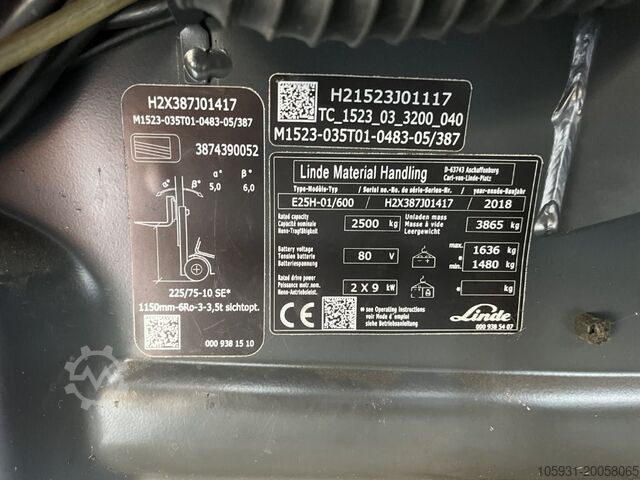 H2X387J01417
M1523-035T01-0483-05/387
3874390052
α° β°
α° β°
5,0 6,0
225/75-10 SE*
1150mm-6Ro-3-3,5t sichtopt.
000 938 15 10
H21523J01117
TC_1523_03_3200_040
M1523-035T01-0483-05/387
Linde Material Handling
D-63743 Aschaffenburg
Carl-von-Linde-Platz
Type-Modèle-Typ / Serial no.-No. de série-Serien-Nr. / year-année-Baujahr
E25H-01/600 / H2X387J01417 / 2018
Rated capacity
Capacité nominale
Nenn-Tragfähigkeit
2500 kg
Unladen mass
Masse à vide
Leergewicht
3865 kg
Battery voltage
Tension batterie
Batteriespannung
80 V
max.
* 1636 kg
min.
* 1480 kg
Rated drive power
Puissance motr. nom.
Nenn-Antriebsleist.
2 X 9 kW
* kg
CE
* see Operating Instructions
voir Mode d'emploi
siehe Betriebsanleitung
Linde
000 938 54 07
105931-20058065